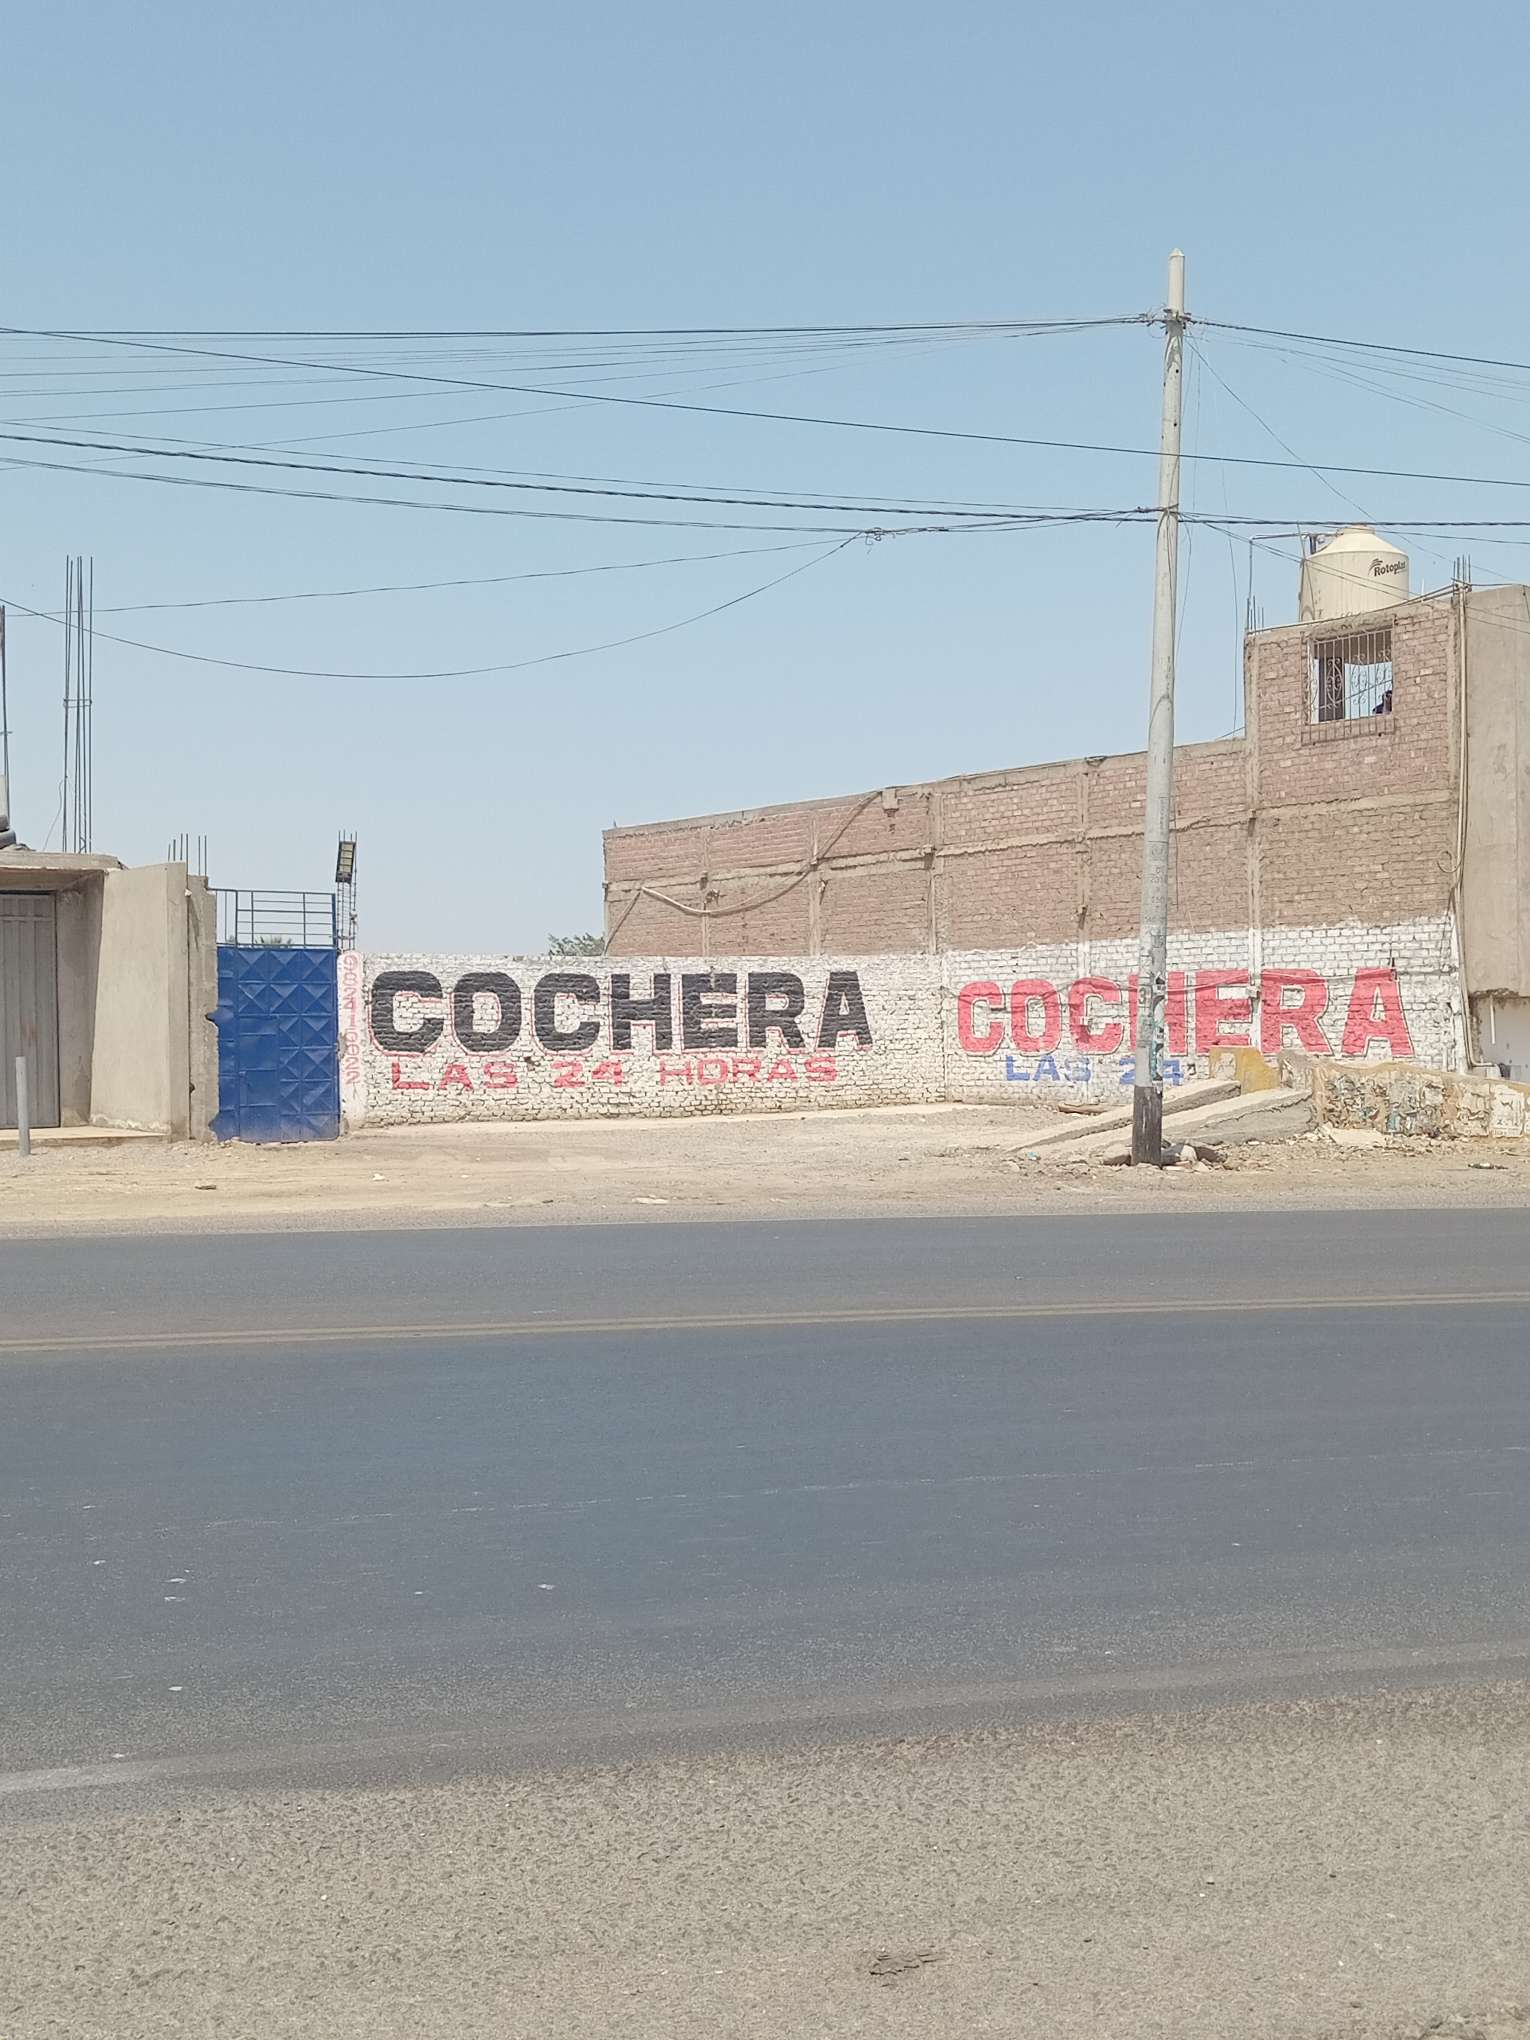 Rotoplas
COCHERA
LAS 24 HORAS
COCHERA
LAS 24